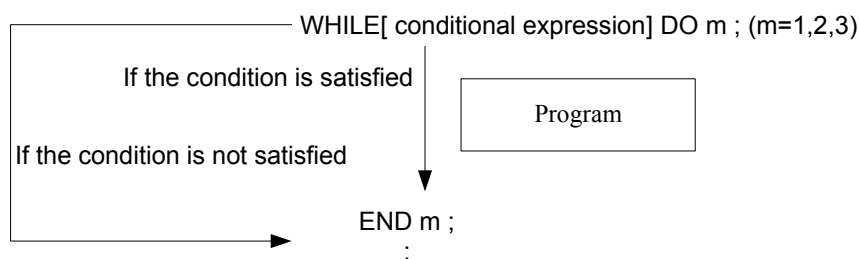 WHILE[ conditional expression] DO m ; (m=1,2,3)
If the condition is satisfied
Program
If the condition is not satisfied
END m ;
: